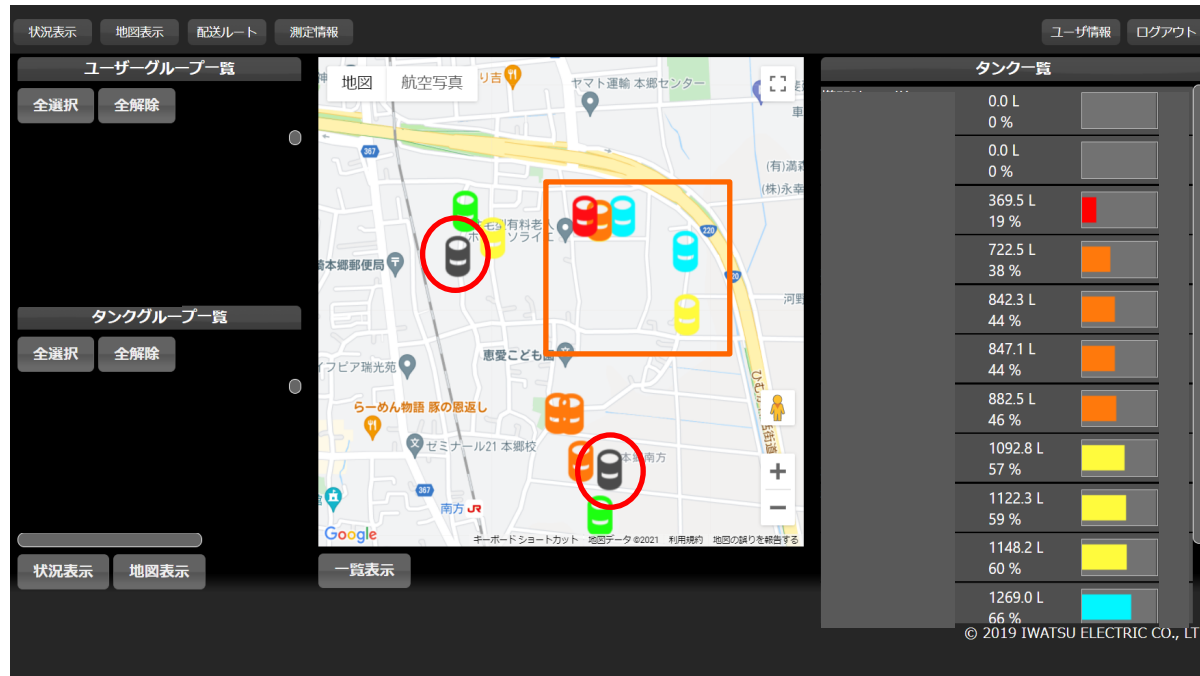 状況表示
地図表示
配送ルート
測定情報
ユーザ情報
ログアウト
ユーザーグループ一覧
全選択
全解除
タンクグループ一覧
全選択
全解除
状況表示
地図表示
地図
航空写真
り吉
ヤマト運輸 本郷センター
車
367
(有)満
(株)永幸
宅型有料老人
ホ
ソライエ
220
本郷郵便局
220
河野
恵愛こども園
イフピア瑞光苑
らーめん物語 豚の恩返し
ゼミナール21 本郷校
本郷南方
街道
367
南方 JR
Google
キーボード ショートカット
地図データ ©2021
利用規約
地図の誤りを報告する
一覧表示
タンク一覧
0.0 L
0 %
0.0 L
0 %
369.5 L
19 %
722.5 L
38 %
842.3 L
44 %
847.1 L
44 %
882.5 L
46 %
1092.8 L
57 %
1122.3 L
59 %
1148.2 L
60 %
1269.0 L
66 %
© 2019 IWATSU ELECTRIC CO., LT